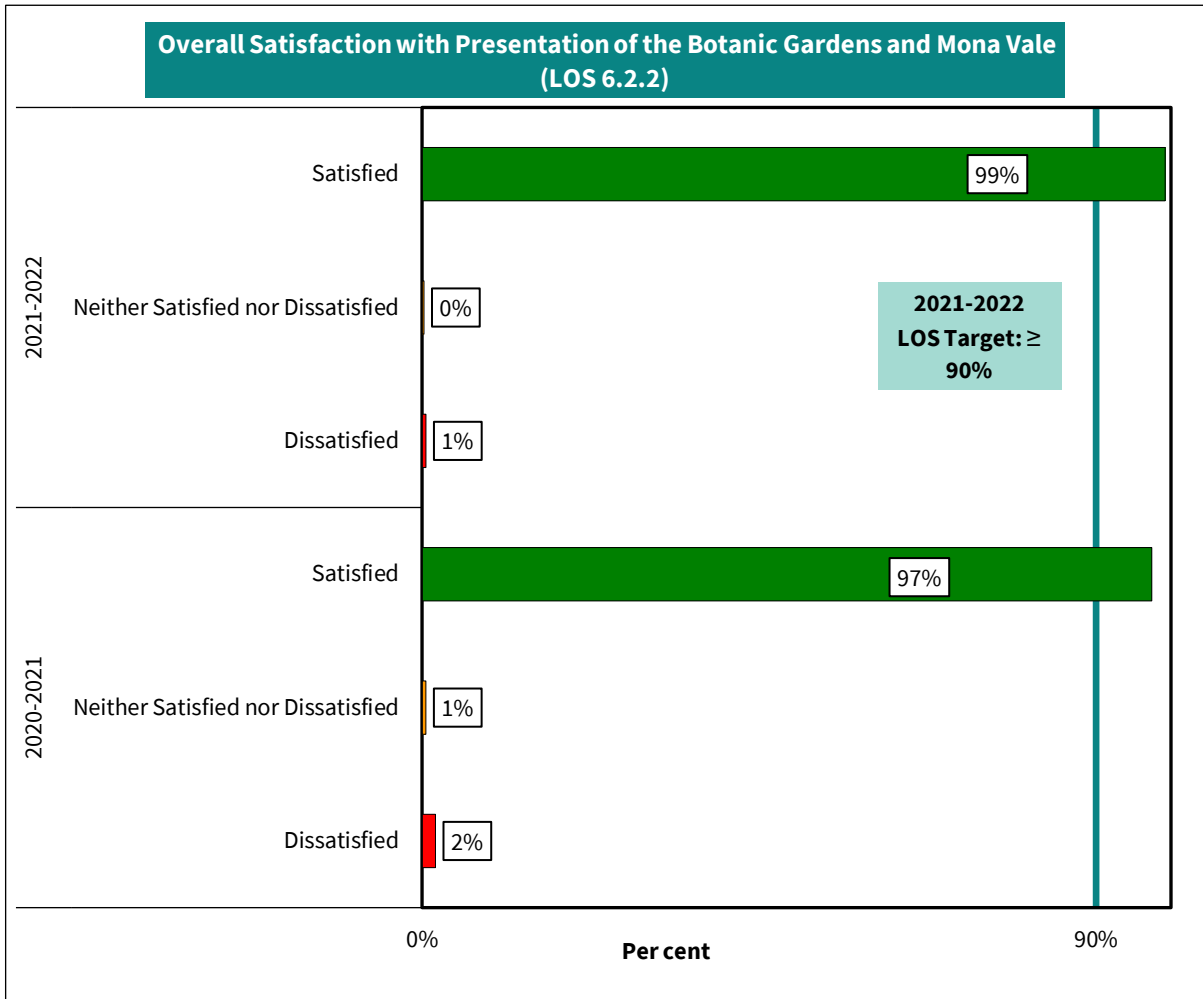 Overall Satisfaction with Presentation of the Botanic Gardens and Mona Vale
(LOS 6.2.2)
2021-2022
Satisfied
99%
Neither Satisfied nor Dissatisfied
0%
2021-2022
LOS Target: ≥
90%
Dissatisfied
1%
2020-2021
Satisfied
97%
Neither Satisfied nor Dissatisfied
1%
Dissatisfied
2%
0%
90%
Per cent